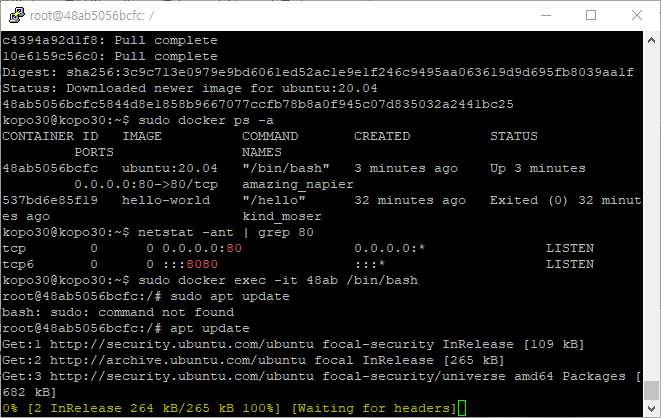 root@48ab5056bcfc: /
c4394a92d1f8: Pull complete
10e6159c56c0: Pull complete
Digest: sha256:3c9c713e0979e9bd6061ed52ac1e9e1f246c9495aa063619d9d695fb8039aa1f
Status: Downloaded newer image for ubuntu:20.04
48ab5056bcfc5844d8e1858b9667077ccfb78b8a0f945c07d835032a2441bc25
kopo30@kopo30:~$ sudo docker ps -a
CONTAINER ID   IMAGE          COMMAND       CREATED          STATUS
         PORTS                NAMES
48ab5056bcfc   ubuntu:20.04   "/bin/bash"   3 minutes ago    Up 3 minutes
         0.0.0.0:80->80/tcp   amazing_napier
537bd6e85f19   hello-world    "/hello"      32 minutes ago   Exited (0) 32 minut
es ago                        kind_moser
kopo30@kopo30:~$ netstat -ant | grep 80
tcp        0      0 0.0.0.0:80              0.0.0.0:*               LISTEN
tcp6       0      0 :::8080                 :::*                    LISTEN
kopo30@kopo30:~$ sudo docker exec -it 48ab /bin/bash
root@48ab5056bcfc:/# sudo apt update
bash: sudo: command not found
root@48ab5056bcfc:/# apt update
Get:1 http://security.ubuntu.com/ubuntu focal-security InRelease [109 kB]
Get:2 http://archive.ubuntu.com/ubuntu focal InRelease [265 kB]
Get:3 http://security.ubuntu.com/ubuntu focal-security/universe amd64 Packages [
682 kB]
0% [2 InRelease 264 kB/265 kB 100%] [Waiting for headers]